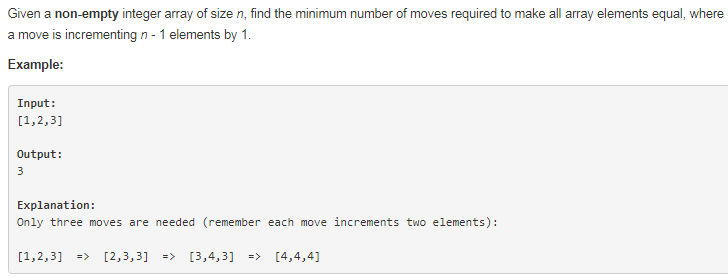 Given a non-empty integer array of size n, find the minimum number of moves required to make all array elements equal, where
a move is incrementing n - 1 elements by 1.
Example:
Input:
[1,2,3]
Output:
3
Explanation:
Only three moves are needed (remember each move increments two elements):
[1,2,3]  =>  [2,3,3]  =>  [3,4,3]  =>  [4,4,4]